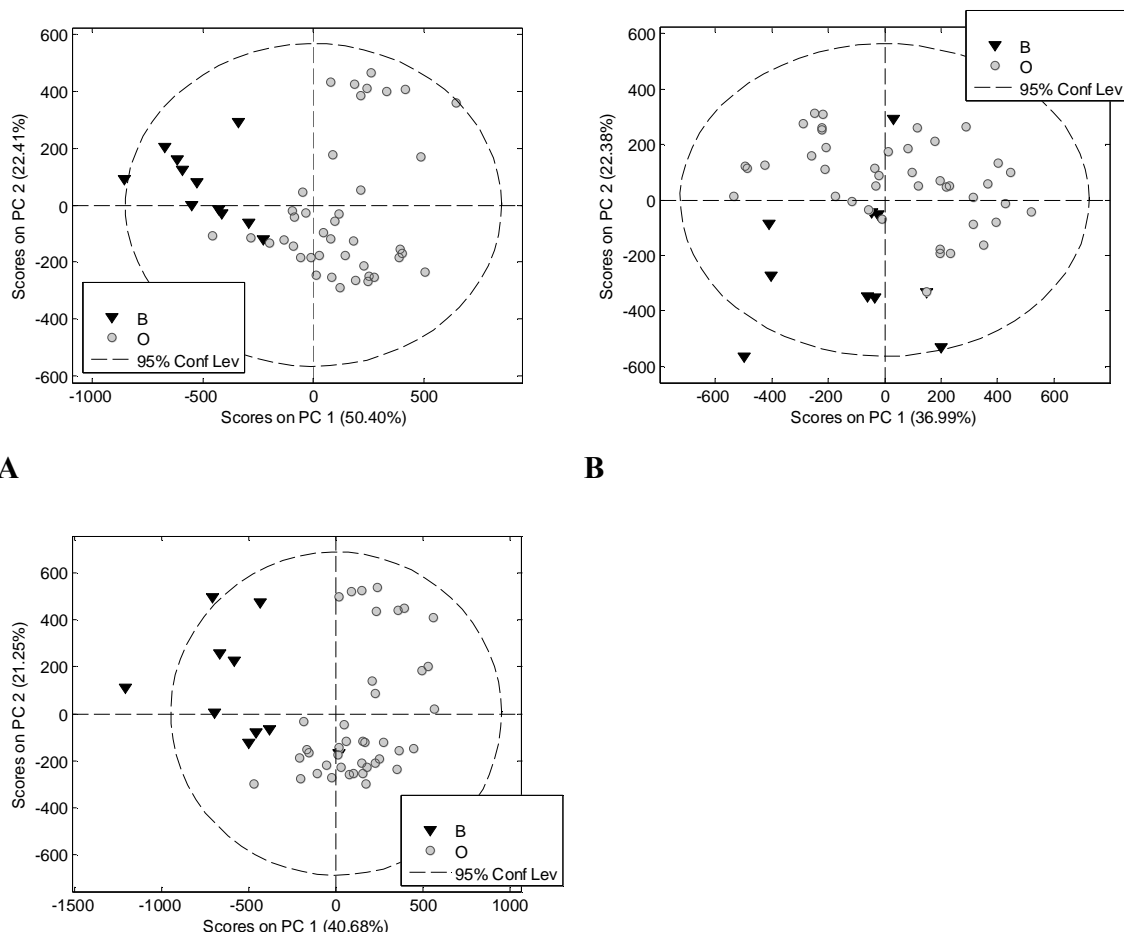 600
400
200
0
-200
-400
-600
-1000
-500
0
500
Scores on PC 2 (22.41%)
Scores on PC 1 (50.40%)
B
O
95% Conf Lev
A
600
400
200
0
-200
-400
-600
-600
-400
-200
0
200
400
600
Scores on PC 2 (22.38%)
Scores on PC 1 (36.99%)
B
O
95% Conf Lev
B
600
400
200
0
-200
-400
-600
-1500
-1000
-500
0
500
1000
Scores on PC 2 (21.25%)
Scores on PC 1 (40.68%)
B
O
95% Conf Lev